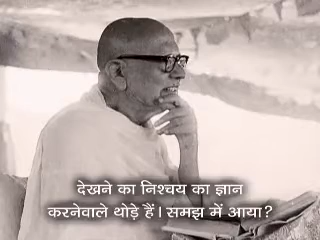 देखने का निश्चय का ज्ञान
करनेवाले थोड़े हैं। समझ में आया?